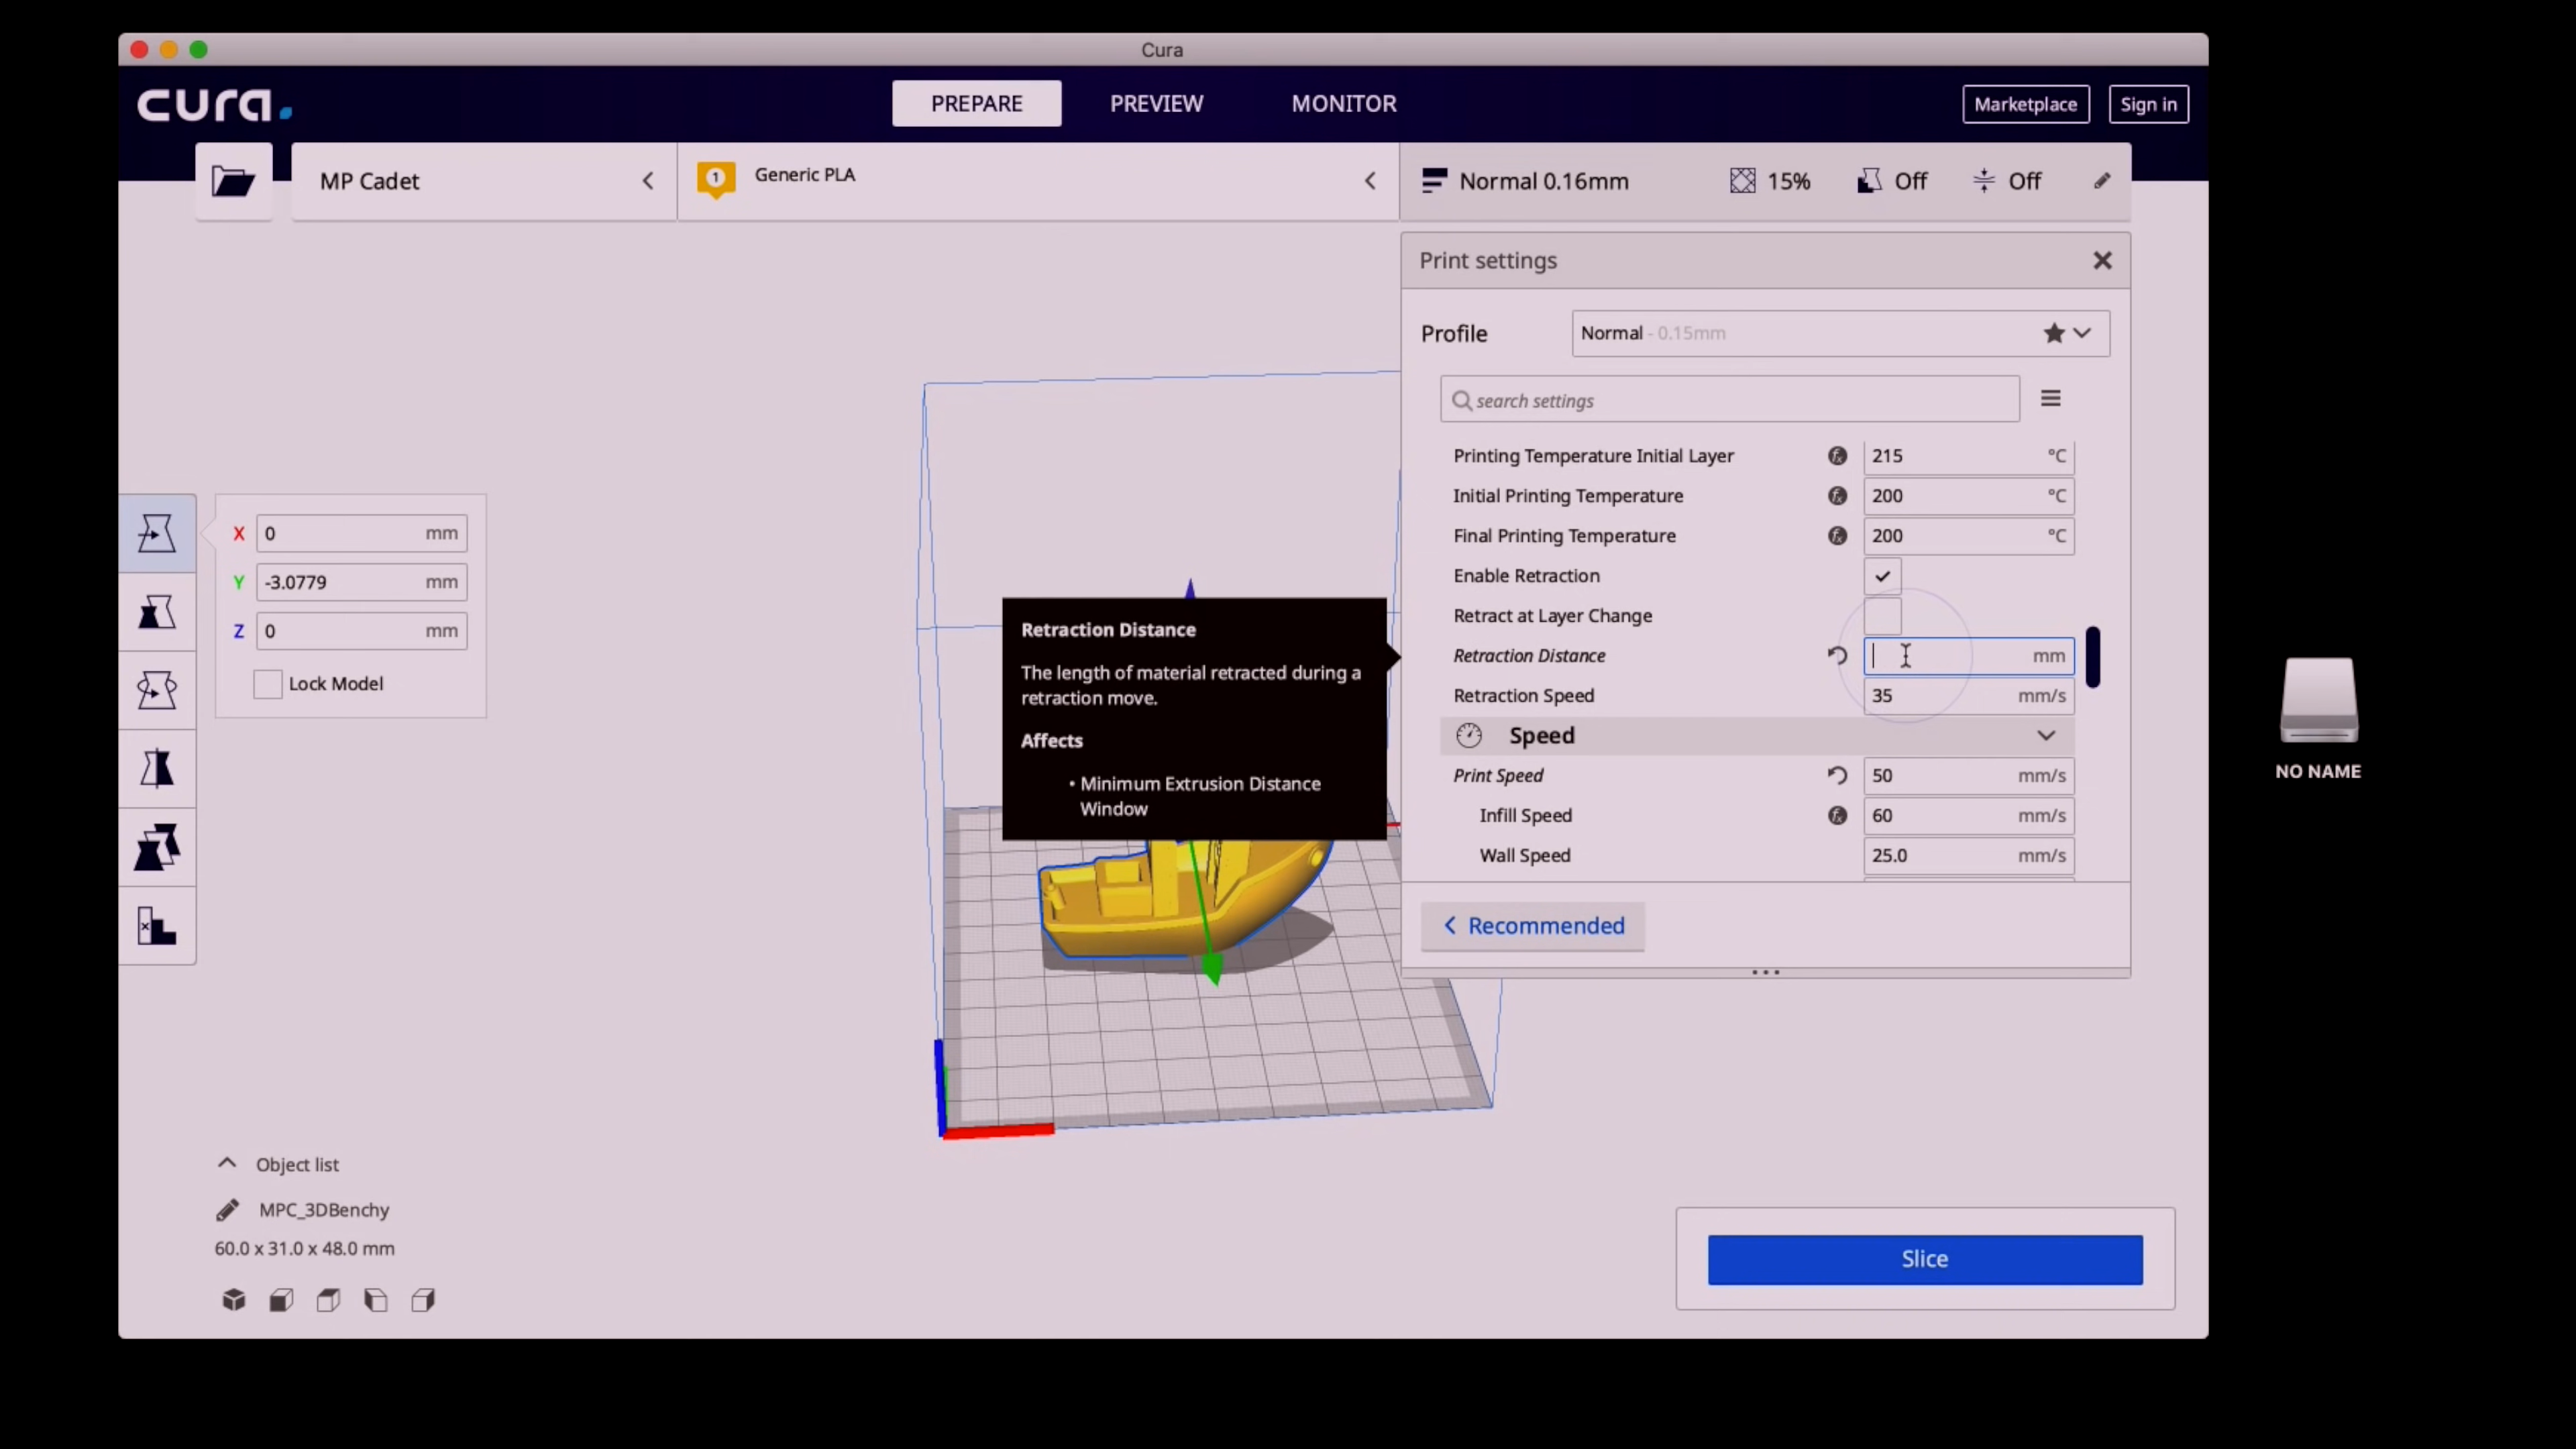 Cura
cura.
PREPARE
PREVIEW
MONITOR
Marketplace
Sign in
MP Cadet
1
Generic PLA
Normal 0.16mm
15%
Off
Off
Print settings
Profile
Normal - 0.15mm
search settings
Printing Temperature Initial Layer 215 °C
Initial Printing Temperature 200 °C
Final Printing Temperature 200 °C
Enable Retraction
Retract at Layer Change
Retraction Distance mm
Retraction Speed 35 mm/s
Speed
Print Speed 50 mm/s
Infill Speed 60 mm/s
Wall Speed 25.0 mm/s
Recommended
X 0 mm
Y -3.0779 mm
Z 0 mm
Lock Model
Retraction Distance
The length of material retracted during a
retraction move.
Affects
• Minimum Extrusion Distance
Window
NO NAME
Object list
MPC_3DBenchy
60.0 x 31.0 x 48.0 mm
Slice